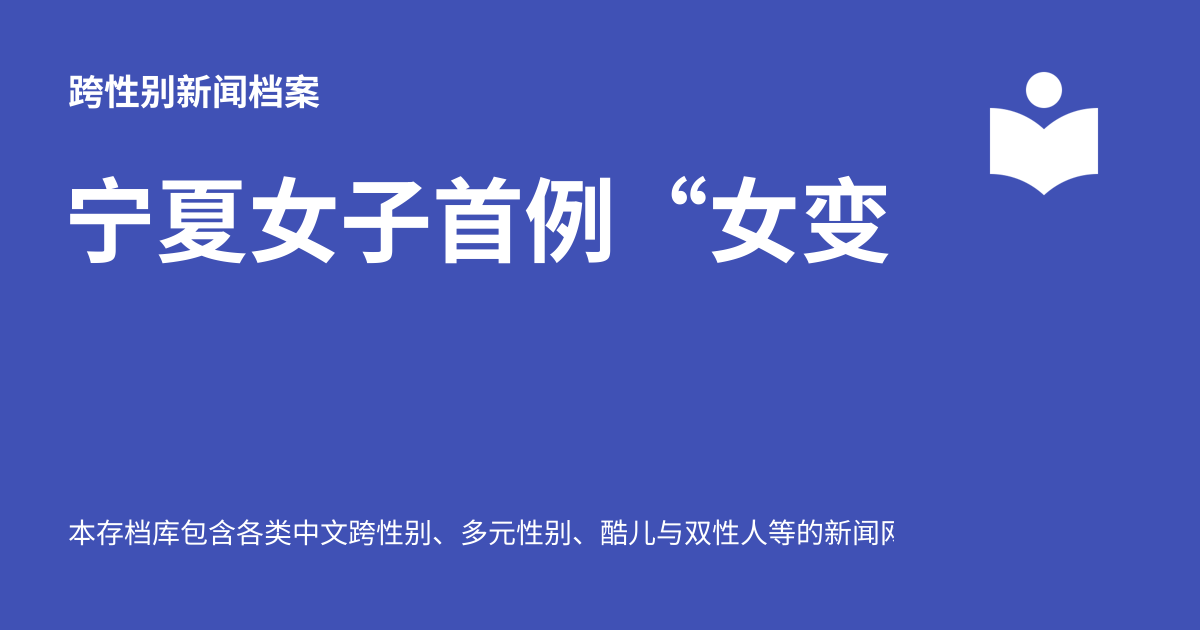 跨性别新闻档案
宁夏女子首例“女变
本存档库包含各类中文跨性别、多元性别、酷儿与双性人等的新闻